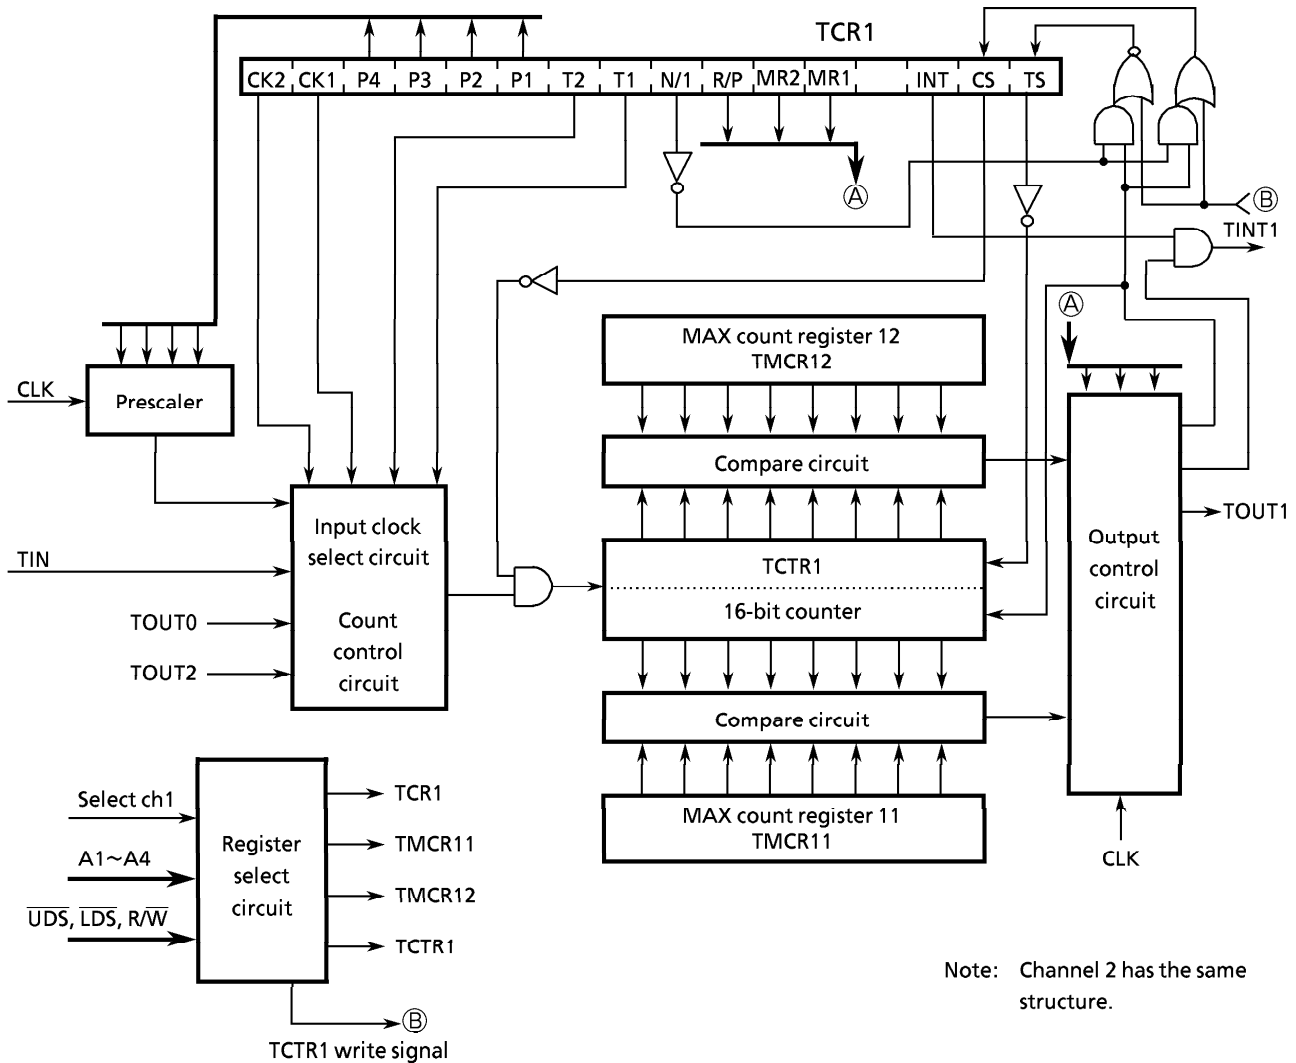 TCR1
CK2 CK1 P4 P3 P2 P1 T2 T1 N/1 R/P MR2 MR1 INT CS TS
A
B
TINT1
A
MAX count register 12
TMCR12
CLK
Prescaler
Compare circuit
Input clock
select circuit
Count
control
circuit
TIN
TOUT0
TOUT2
TCTR1
16-bit counter
Output
control
circuit
TOUT1
Compare circuit
MAX count register 11
TMCR11
CLK
Select ch1
A1~A4
U̅D̅S̅, L̅D̅S̅, R/W̅
Register
select
circuit
TCR1
TMCR11
TMCR12
TCTR1
B
TCTR1 write signal
Note: Channel 2 has the same
structure.